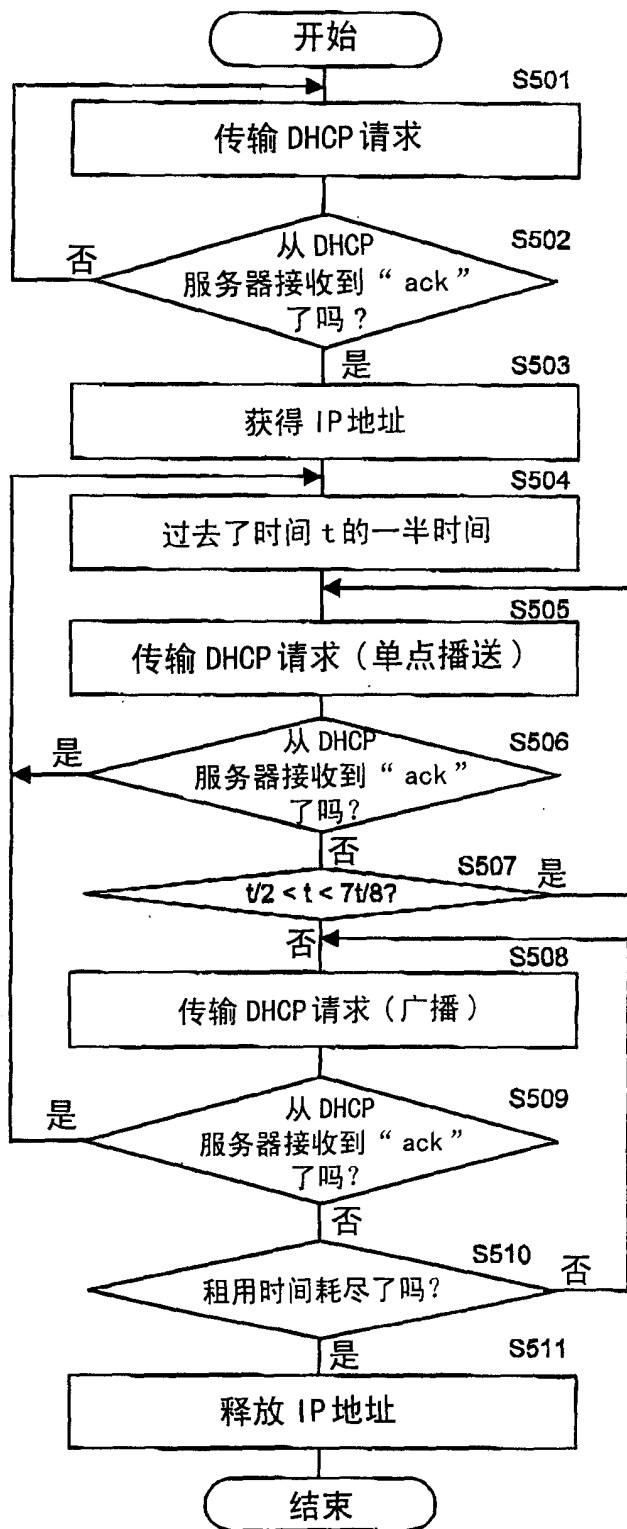 开始
S501
传输 DHCP 请求
S502
从 DHCP
服务器接收到“ ack ”
了吗？
否
是
S503
获得 IP 地址
S504
过去了时间 t 的一半时间
S505
传输 DHCP 请求（单点播送）
S506
从 DHCP
服务器接收到“ ack ”
了吗？
是
否
S507
t/2 < t < 7t/8?
是
否
S508
传输 DHCP 请求（广播）
S509
从 DHCP
服务器接收到“ ack ”
了吗？
是
否
S510
租用时间耗尽了吗？
否
是
S511
释放 IP 地址
结束